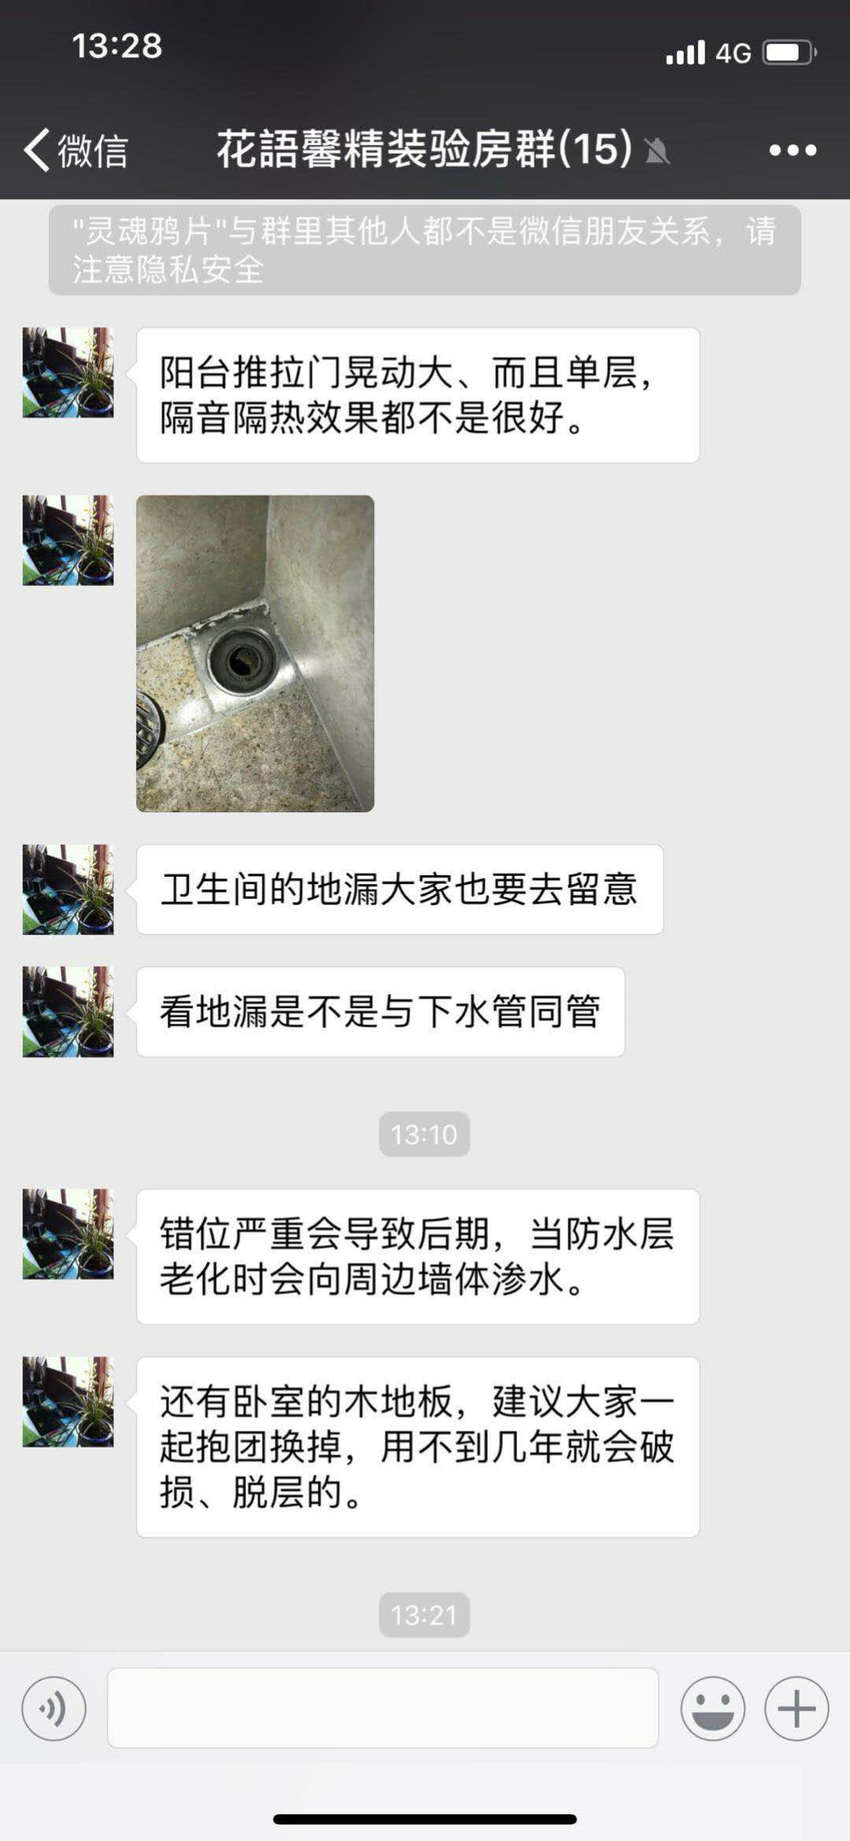 13:28
4G
微信
花語馨精装验房群(15)
"灵魂鸦片"与群里其他人都不是微信朋友关系，请
注意隐私安全
阳台推拉门晃动大、而且单层，
隔音隔热效果都不是很好。
卫生间的地漏大家也要去留意
看地漏是不是与下水管同管
13:10
错位严重会导致后期，当防水层
老化时会向周边墙体渗水。
还有卧室的木地板，建议大家一
起抱团换掉，用不到几年就会破
损、脱层的。
13:21